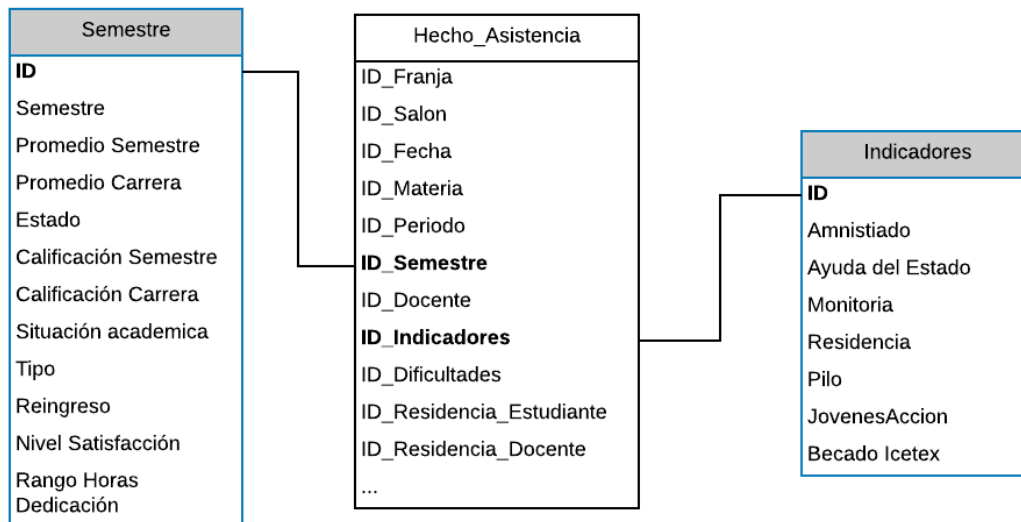 Semestre
ID
Semestre
Promedio Semestre
Promedio Carrera
Estado
Calificación Semestre
Calificación Carrera
Situación academica
Tipo
Reingreso
Nivel Satisfacción
Rango Horas
Dedicación
Hecho_Asistencia
ID_Franja
ID_Salon
ID_Fecha
ID_Materia
ID_Periodo
ID_Semestre
ID_Docente
ID_Indicadores
ID_Dificultades
ID_Residencia_Estudiante
ID_Residencia_Docente
...
Indicadores
ID
Amnistiado
Ayuda del Estado
Monitoria
Residencia
Pilo
JovenesAccion
Becado Icetex